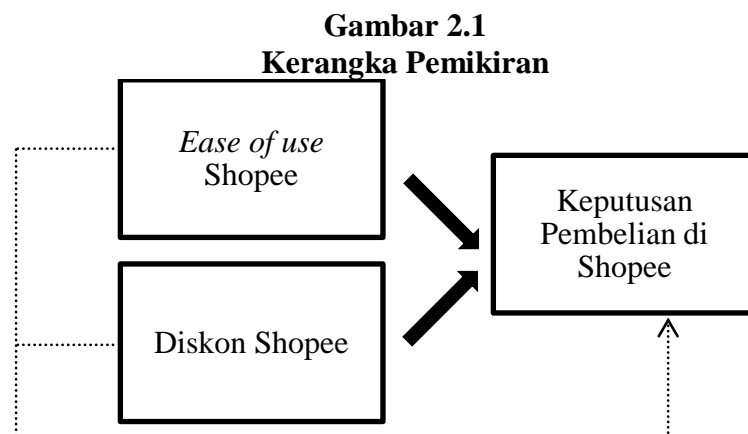 Gambar 2.1
Kerangka Pemikiran
Ease of use
Shopee
Keputusan
Pembelian di
Shopee
Diskon Shopee